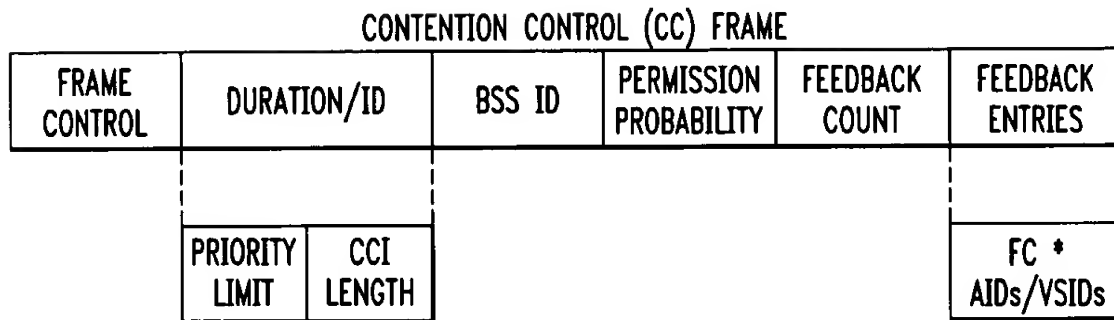 CONTENTION CONTROL (CC) FRAME
FRAME CONTROL
DURATION/ID
BSS ID
PERMISSION PROBABILITY
FEEDBACK COUNT
FEEDBACK ENTRIES
PRIORITY LIMIT
CCI LENGTH
FC *
AIDs/VSIDs